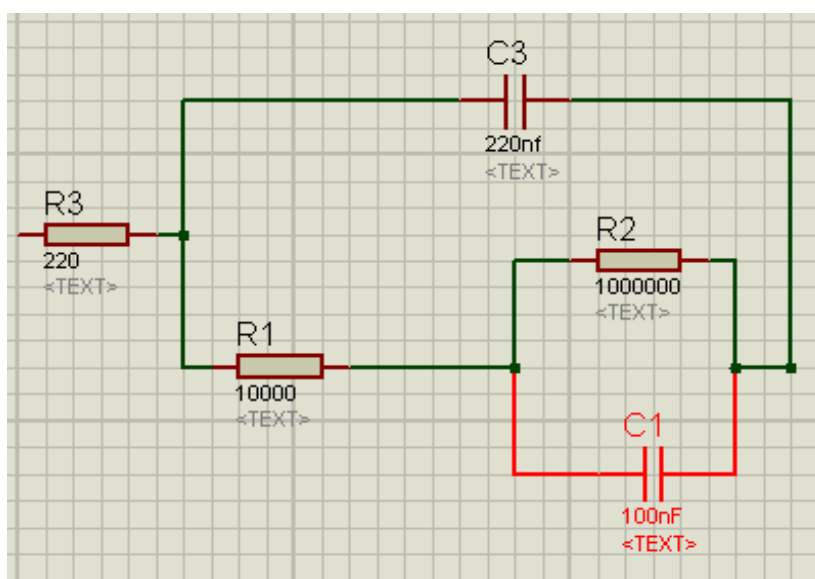 C3
220nf
<TEXT>
R3
220
<TEXT>
R2
1000000
<TEXT>
R1
10000
<TEXT>
C1
100nF
<TEXT>